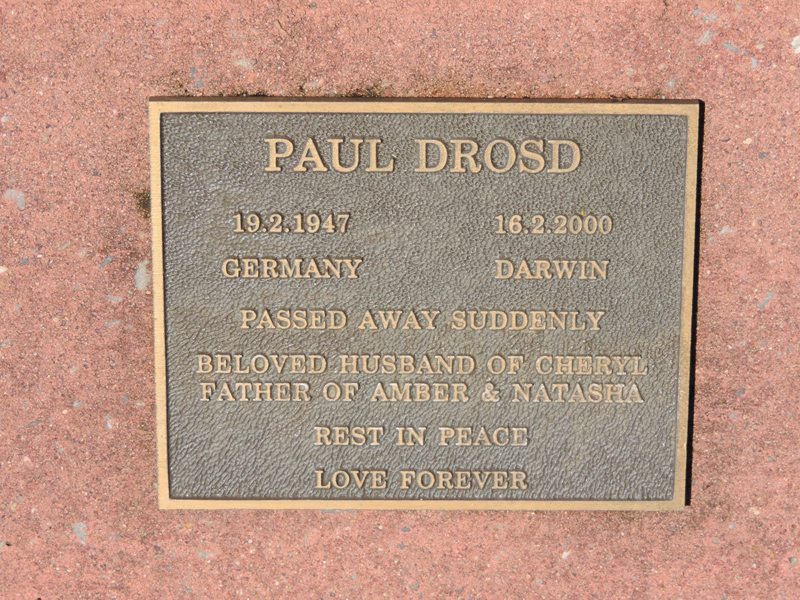 PAUL DROSD
19.2.1947 16.2.2000
GERMANY DARWIN
PASSED AWAY SUDDENLY
BELOVED HUSBAND OF CHERYL
FATHER OF AMBER & NATASHA
REST IN PEACE
LOVE FOREVER